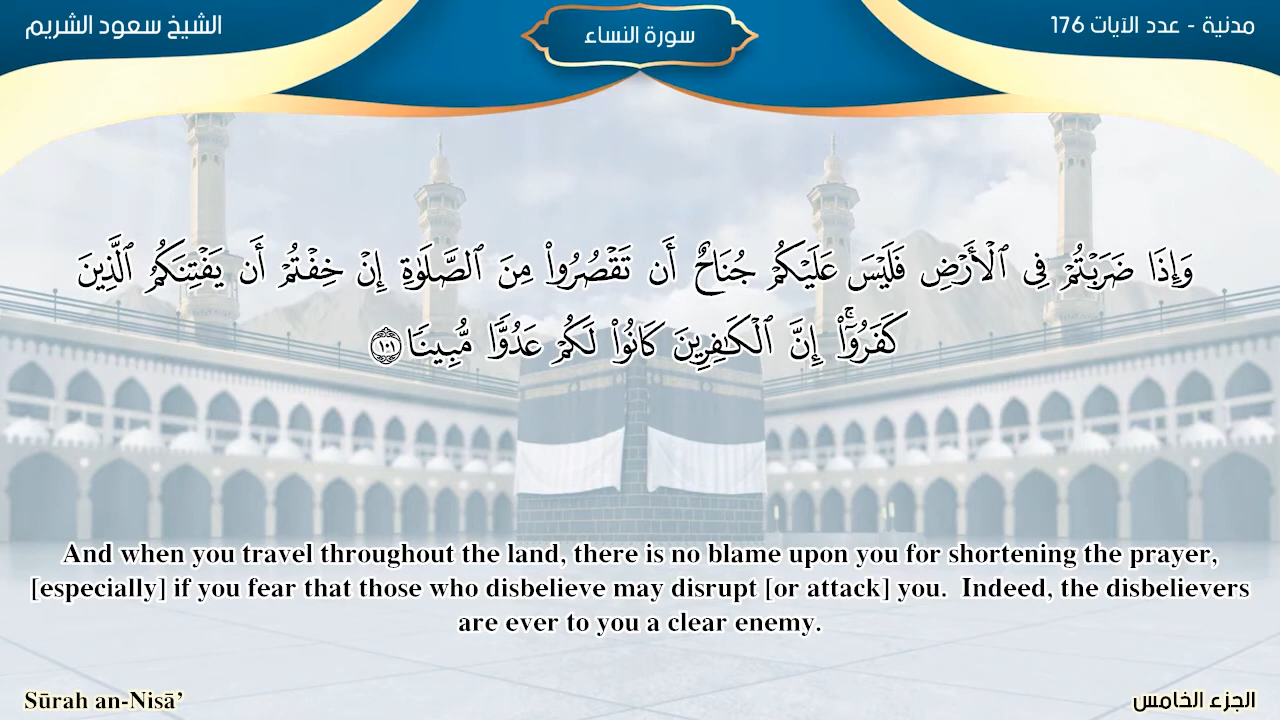 مدنية - عدد الآيات 176
سورة النساء
الشيخ سعود الشريم
وَإِذَا ضَرَبْتُمْ فِى ٱلْأَرْضِ فَلَيْسَ عَلَيْكُمْ جُنَاحٌ أَن تَقْصُرُوا۟ مِنَ ٱلصَّلَوٰةِ إِنْ خِفْتُمْ أَن يَفْتِنَكُمُ ٱلَّذِينَ
كَفَرُوٓا۟ ۚ إِنَّ ٱلْكَـٰفِرِينَ كَانُوا۟ لَكُمْ عَدُوًّا مُّبِينًا ١٠١
And when you travel throughout the land, there is no blame upon you for shortening the prayer,
[especially] if you fear that those who disbelieve may disrupt [or attack] you.  Indeed, the disbelievers
are ever to you a clear enemy.
Sūrah an-Nisā’
الجزء الخامس